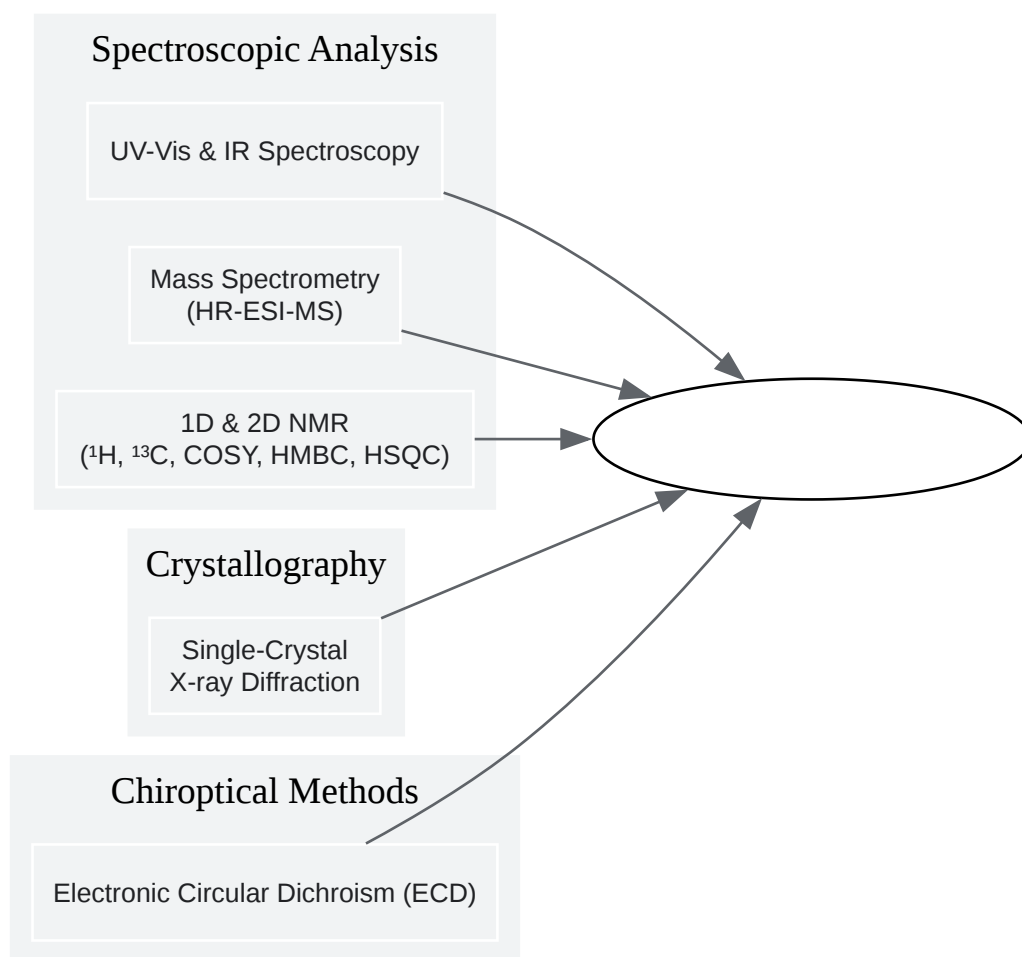 Spectroscopic Analysis
UV-Vis & IR Spectroscopy
Mass Spectrometry
(HR-ESI-MS)
1D & 2D NMR
(¹H, ¹³C, COSY, HMBC, HSQC)
Crystallography
Single-Crystal
X-ray Diffraction
Chiroptical Methods
Electronic Circular Dichroism (ECD)